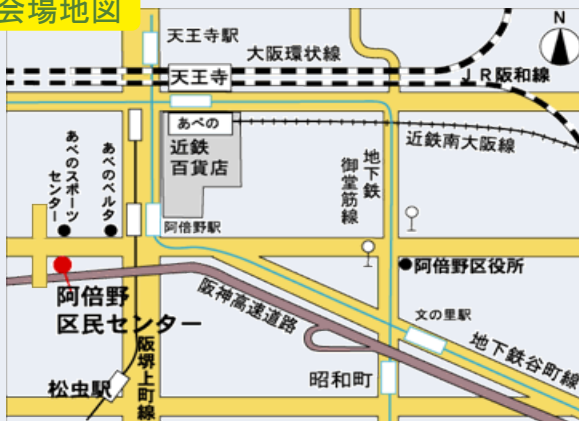 会場地図
天王寺駅
大阪環状線
N
天王寺
JR阪和線
あべの
近鉄
百貨店
近鉄南大阪線
地下鉄
御堂筋線
あべのスポーツ
センター
あべのベルタ
阿倍野駅
阿倍野区役所
阿倍野
区民センター
阪神高速道路
文の里駅
地下鉄谷町線
昭和町
松虫駅
阪堺上町線